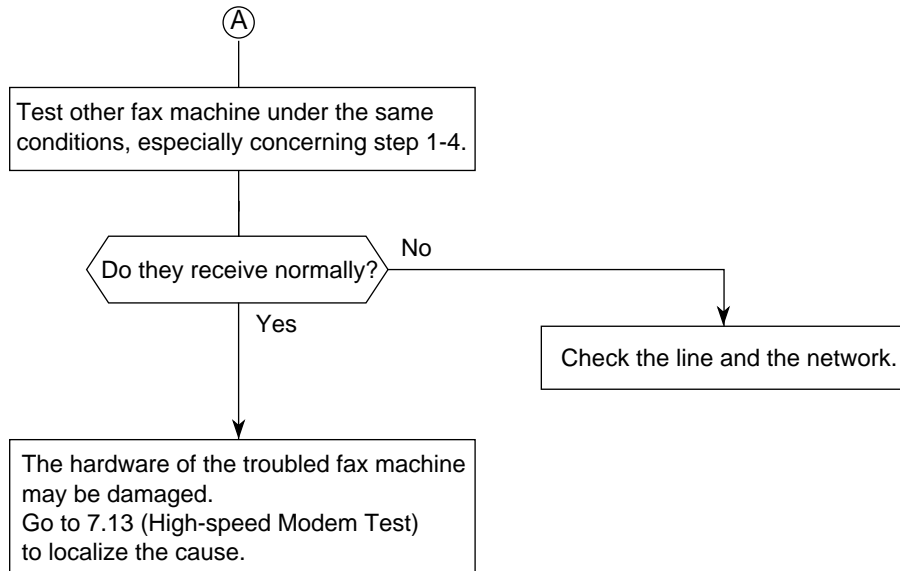 A
Test other fax machine under the same
conditions, especially concerning step 1-4.
Do they receive normally?
No
Yes
Check the line and the network.
The hardware of the troubled fax machine
may be damaged.
Go to 7.13 (High-speed Modem Test)
to localize the cause.